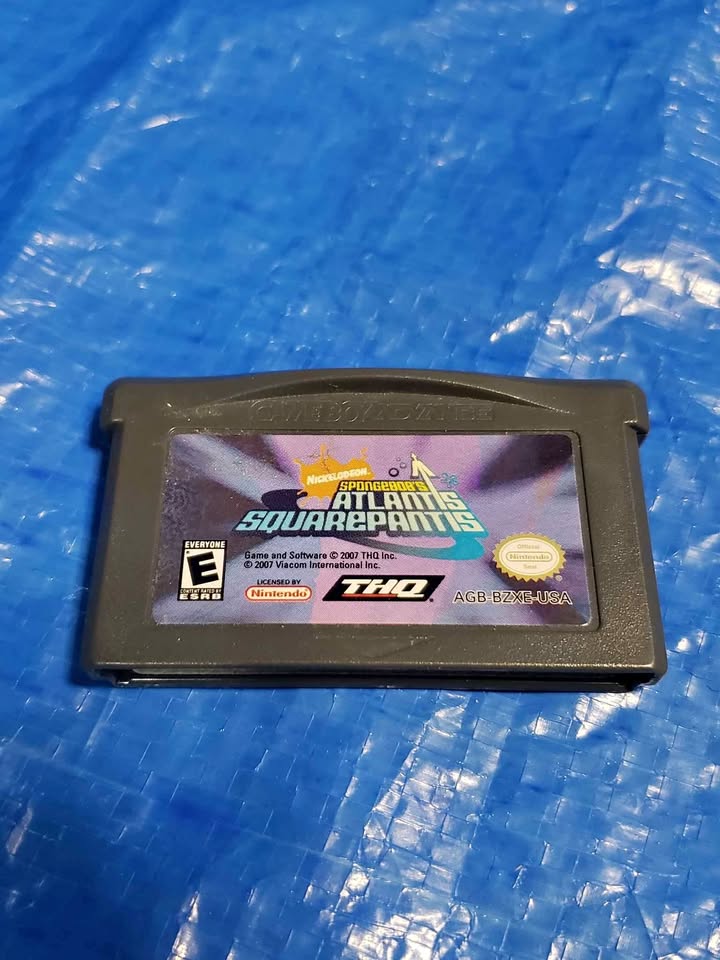 GAME BOY ADVANCE
NICKELODEON
SPONGEBOB'S
ATLANTIS
SQUAREPANTIS
EVERYONE
E
CONTENT RATED BY
ESRB
Game and Software © 2007 THQ Inc.
© 2007 Viacom International Inc.
LICENSED BY
Nintendo
THQ
Official
Nintendo
Seal
AGB-BZXE-USA